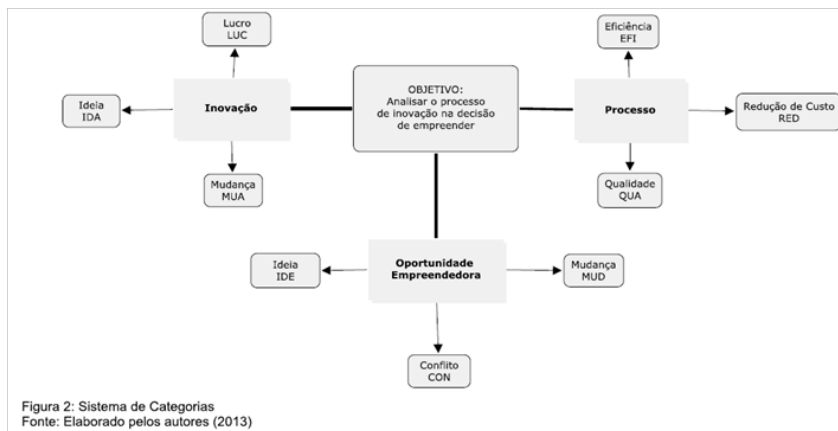 Lucro
LUC
Eficiência
EFI
OBJETIVO:
Analisar o processo
de inovação na decisão
de empreender
Ideia
IDA
Inovação
Processo
Redução de Custo
RED
Mudança
MUA
Qualidade
QUA
Ideia
IDE
Oportunidade
Empreendedora
Mudança
MUD
Conflito
CON
Figura 2: Sistema de Categorias
Fonte: Elaborado pelos autores (2013)